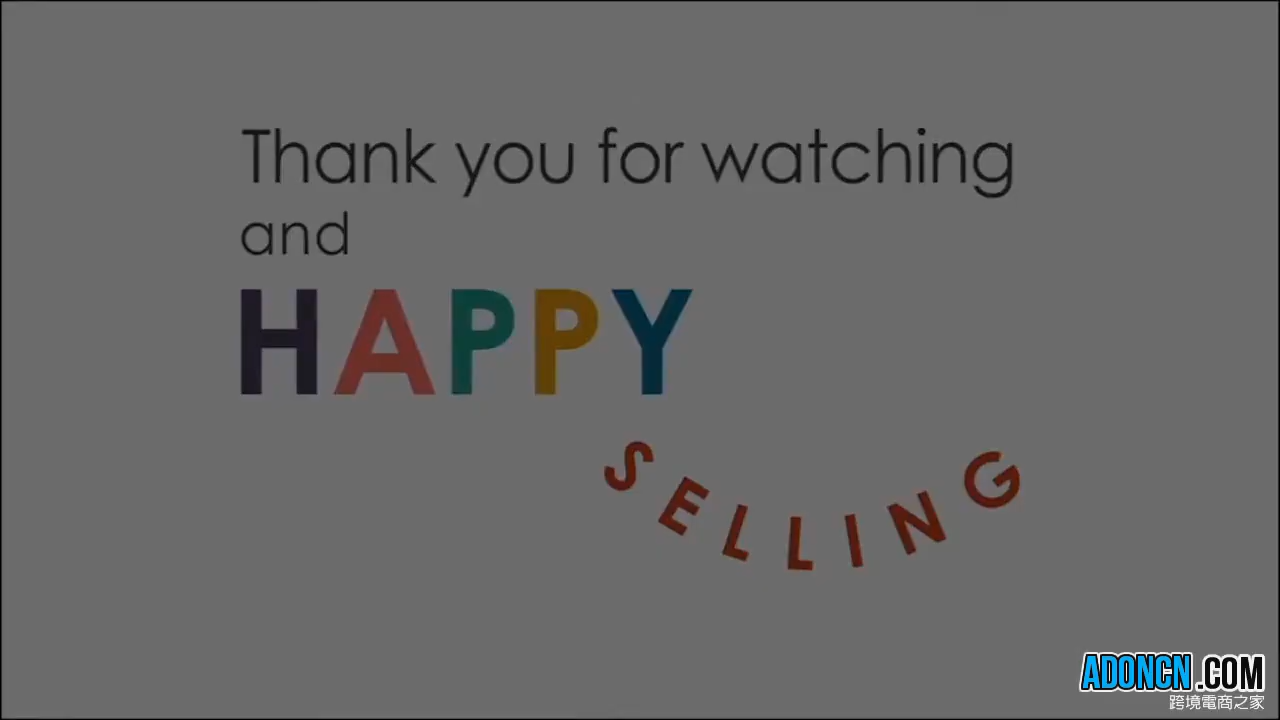 Thank you for watching
and
HAPPY
SELLING
ADONCN.COM
跨境電商之家